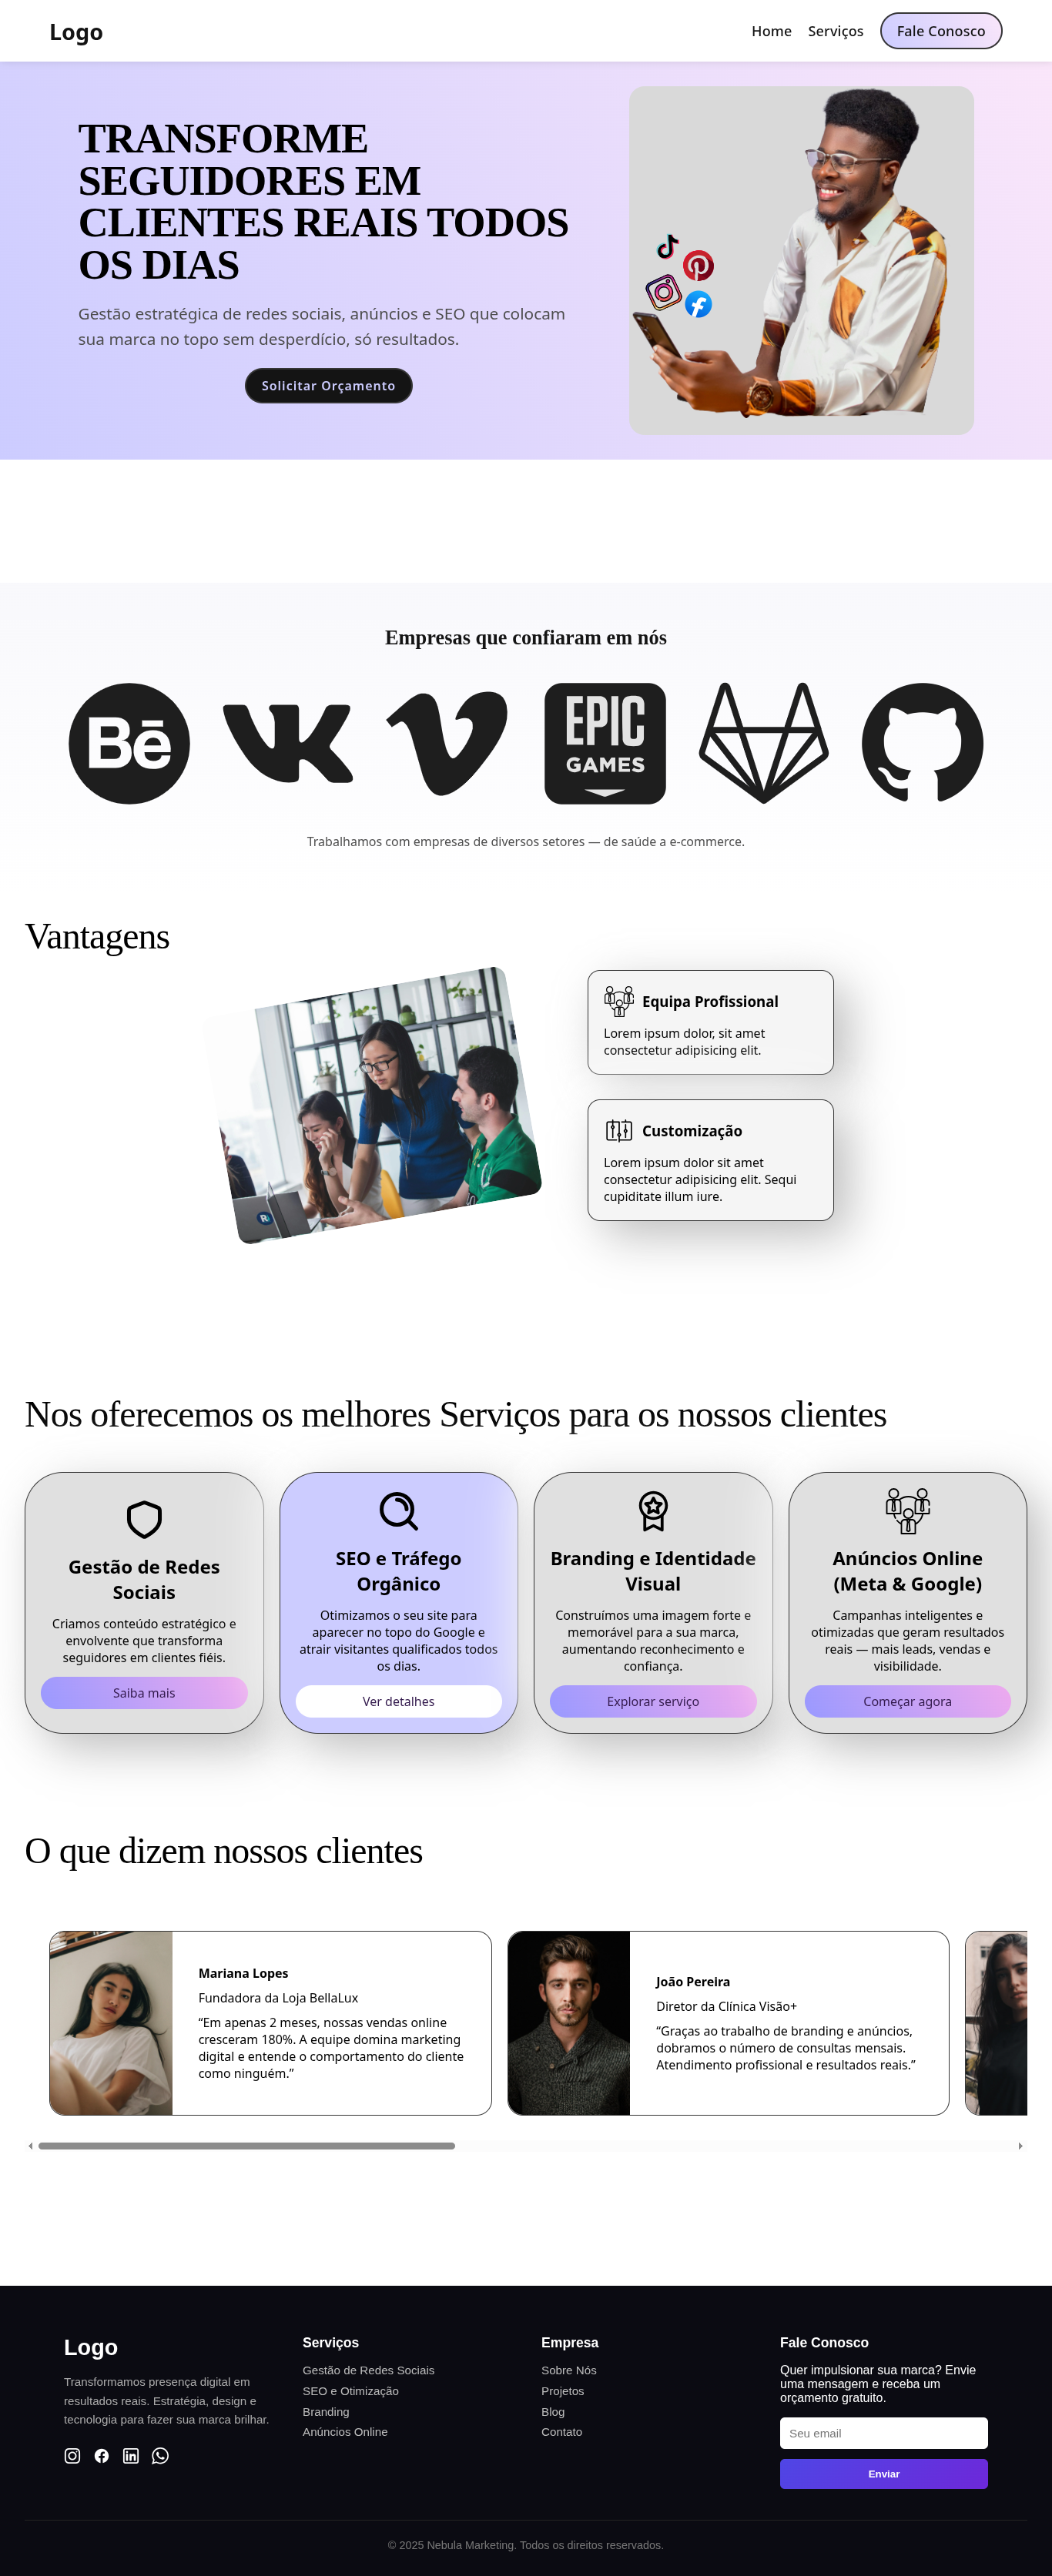 Logo
Home Serviços Fale Conosco
TRANSFORME
SEGUIDORES EM
CLIENTES REAIS TODOS
OS DIAS
Gestão estratégica de redes sociais, anúncios e SEO que colocam
sua marca no topo sem desperdício, só resultados.
Solicitar Orçamento
Empresas que confiaram em nós
Bē
EPIC
GAMES
Trabalhamos com empresas de diversos setores — de saúde a e-commerce.
Vantagens
Equipa Profissional
Lorem ipsum dolor, sit amet
consectetur adipisicing elit.
Customização
Lorem ipsum dolor sit amet
consectetur adipisicing elit. Sequi
cupiditate illum iure.
Nos oferecemos os melhores Serviços para os nossos clientes
Gestão de Redes
Sociais
Criamos conteúdo estratégico e
envolvente que transforma
seguidores em clientes fiéis.
Saiba mais
SEO e Tráfego
Orgânico
Otimizamos o seu site para
aparecer no topo do Google e
atrair visitantes qualificados todos
os dias.
Ver detalhes
Branding e Identidade
Visual
Construímos uma imagem forte e
memorável para a sua marca,
aumentando reconhecimento e
confiança.
Explorar serviço
Anúncios Online
(Meta & Google)
Campanhas inteligentes e
otimizadas que geram resultados
reais — mais leads, vendas e
visibilidade.
Começar agora
O que dizem nossos clientes
Mariana Lopes
Fundadora da Loja BellaLux
“Em apenas 2 meses, nossas vendas online
cresceram 180%. A equipe domina marketing
digital e entende o comportamento do cliente
como ninguém.”
João Pereira
Diretor da Clínica Visão+
“Graças ao trabalho de branding e anúncios,
dobramos o número de consultas mensais.
Atendimento profissional e resultados reais.”
Logo
Transformamos presença digital em
resultados reais. Estratégia, design e
tecnologia para fazer sua marca brilhar.
Serviços
Gestão de Redes Sociais
SEO e Otimização
Branding
Anúncios Online
Empresa
Sobre Nós
Projetos
Blog
Contato
Fale Conosco
Quer impulsionar sua marca? Envie
uma mensagem e receba um
orçamento gratuito.
Seu email
Enviar
© 2025 Nebula Marketing. Todos os direitos reservados.